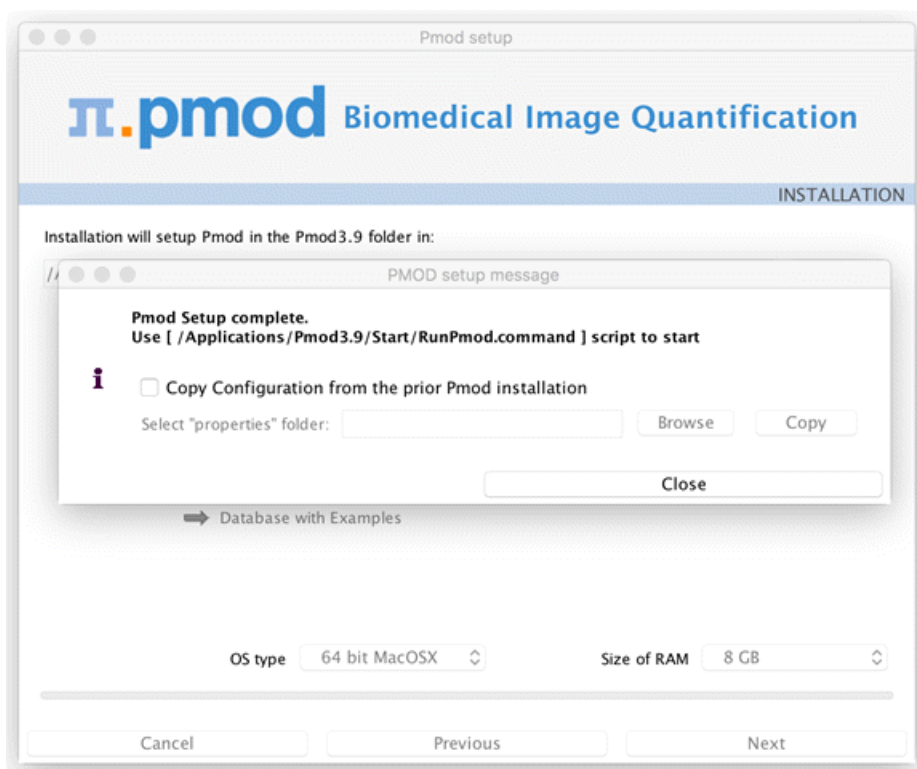 Pmod setup
π.pmod Biomedical Image Quantification
INSTALLATION
Installation will setup Pmod in the Pmod3.9 folder in:
PMOD setup message
Pmod Setup complete.
Use [ /Applications/Pmod3.9/Start/RunPmod.command ] script to start
Copy Configuration from the prior Pmod installation
Select "properties" folder: Browse Copy
Close
Database with Examples
OS type 64 bit MacOSX Size of RAM 8 GB
Cancel Previous Next